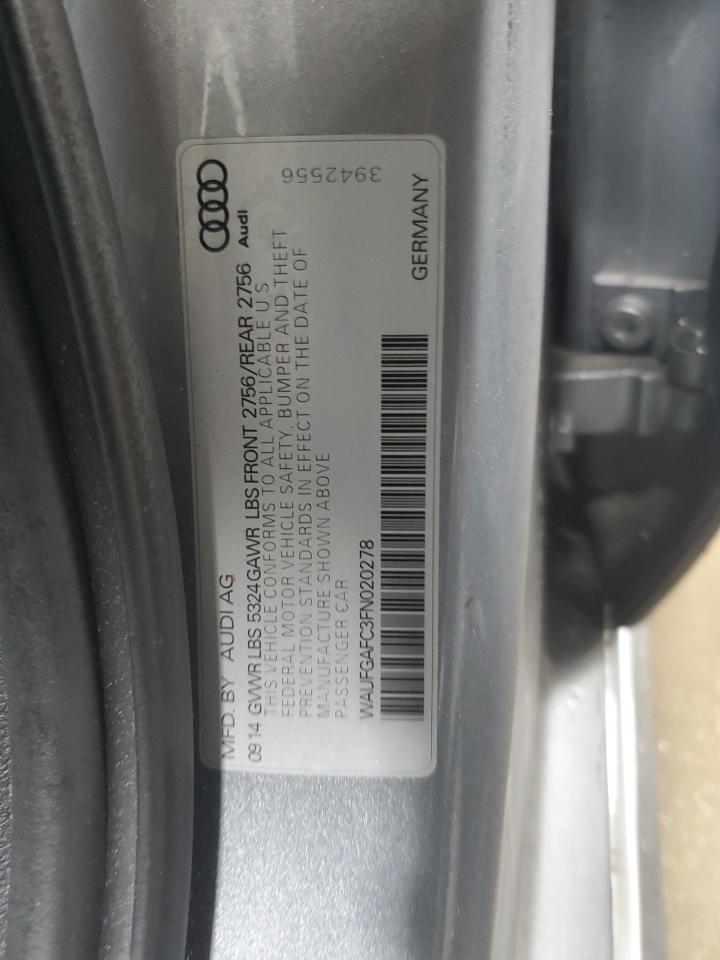 MFD. BY AUDI AG
0914 GVWR LBS 5324 GAWR LBS FRONT 2756/REAR 2756
Audi
THIS VEHICLE CONFORMS TO ALL APPLICABLE U.S
FEDERAL MOTOR VEHICLE SAFETY, BUMPER AND THEFT
PREVENTION STANDARDS IN EFFECT ON THE DATE OF
MANUFACTURE SHOWN ABOVE
PASSENGER CAR
3942556
WAUFGAFC3FN020278
GERMANY